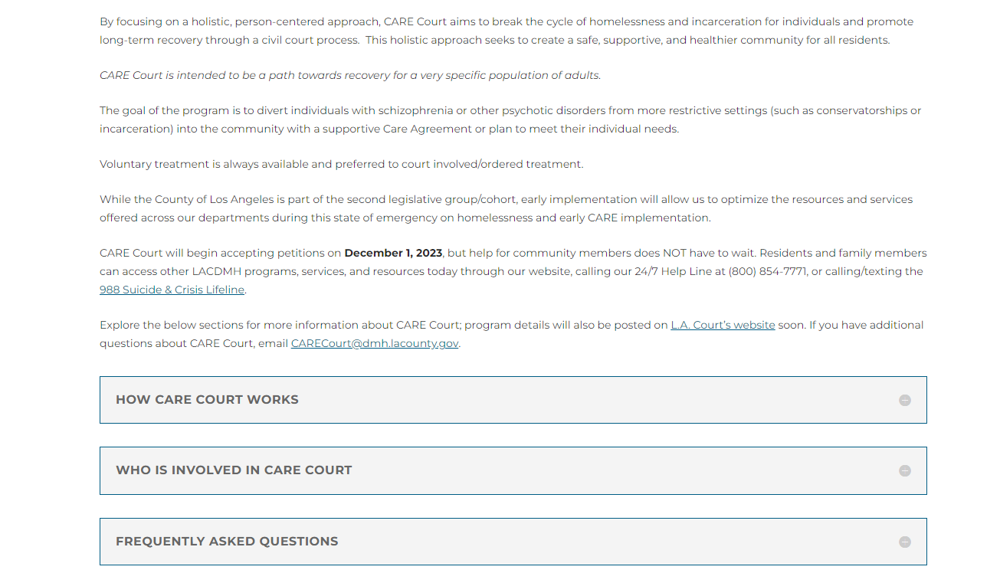 By focusing on a holistic, person-centered approach, CARE Court aims to break the cycle of homelessness and incarceration for individuals and promote
long-term recovery through a civil court process.  This holistic approach seeks to create a safe, supportive, and healthier community for all residents.
CARE Court is intended to be a path towards recovery for a very specific population of adults.
The goal of the program is to divert individuals with schizophrenia or other psychotic disorders from more restrictive settings (such as conservatorships or
incarceration) into the community with a supportive Care Agreement or plan to meet their individual needs.
Voluntary treatment is always available and preferred to court involved/ordered treatment.
While the County of Los Angeles is part of the second legislative group/cohort, early implementation will allow us to optimize the resources and services
offered across our departments during this state of emergency on homelessness and early CARE implementation.
CARE Court will begin accepting petitions on December 1, 2023, but help for community members does NOT have to wait. Residents and family members
can access other LACDMH programs, services, and resources today through our website, calling our 24/7 Help Line at (800) 854-7771, or calling/texting the
988 Suicide & Crisis Lifeline.
Explore the below sections for more information about CARE Court; program details will also be posted on L.A. Court’s website soon. If you have additional
questions about CARE Court, email CARECourt@dmh.lacounty.gov.
HOW CARE COURT WORKS
WHO IS INVOLVED IN CARE COURT
FREQUENTLY ASKED QUESTIONS